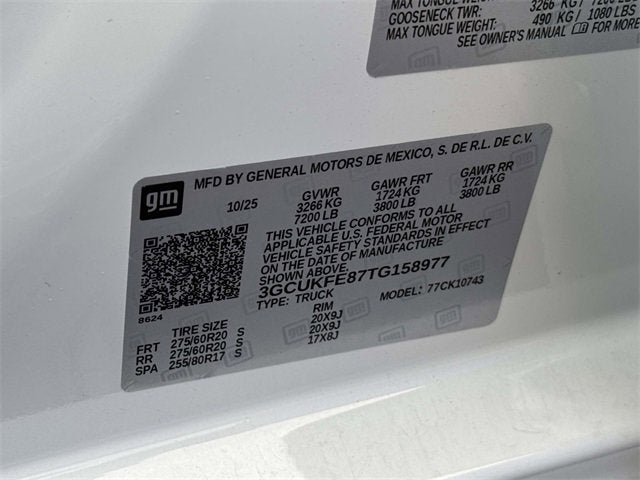 3266 KG / 7200 LB
GOOSENECK TWR:
MAX TONGUE WEIGHT: 490 KG / 1080 LBS
SEE OWNER'S MANUAL FOR MORE
gm
MFD BY GENERAL MOTORS DE MEXICO, S. DE R.L. DE C.V.
10/25 GVWR GAWR FRT GAWR RR
3266 KG 1724 KG 1724 KG
7200 LB 3800 LB 3800 LB
THIS VEHICLE CONFORMS TO ALL
APPLICABLE U.S. FEDERAL MOTOR
VEHICLE SAFETY STANDARDS IN EFFECT
ON THE DATE OF MANUFACTURE
SHOWN ABOVE.
3GCUKFE87TG158977
TYPE: TRUCK MODEL: 77CK10743
8624
TIRE SIZE RIM
FRT 275/60R20 S 20X9J
RR 275/60R20 S 20X9J
SPA 255/80R17 S 17X8J